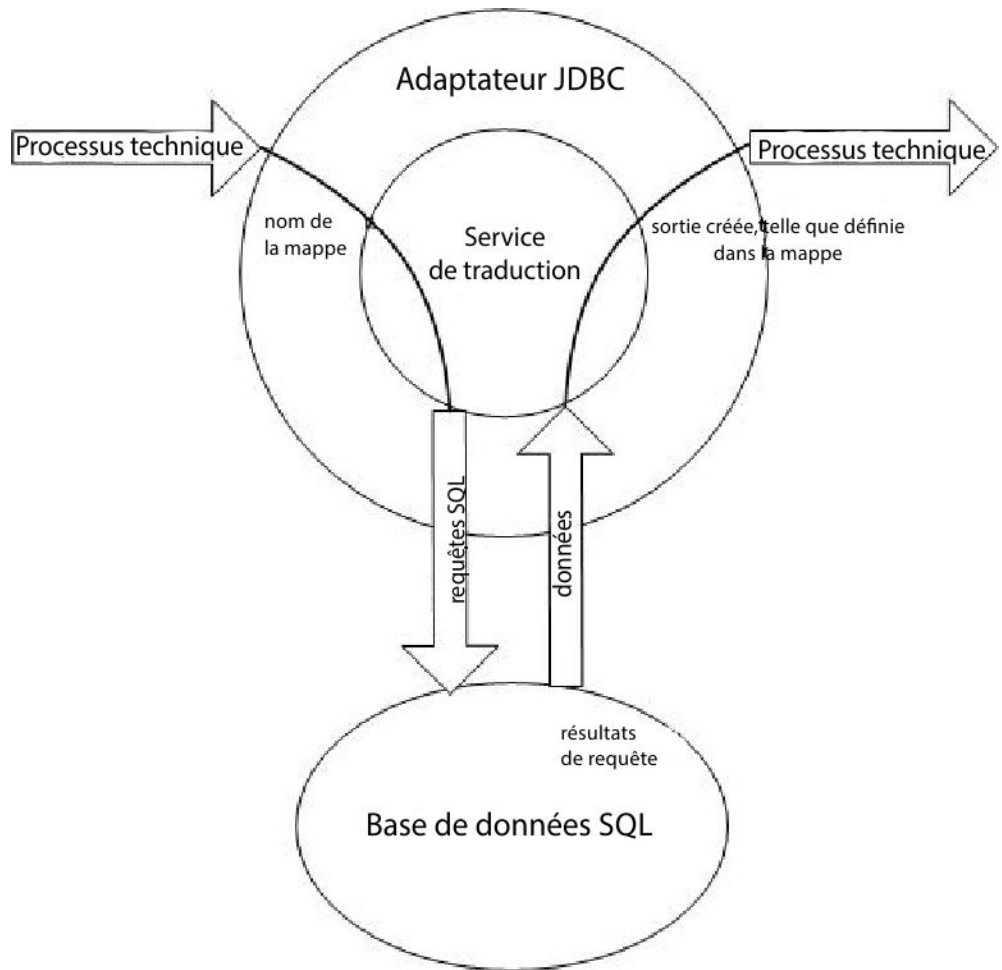 Adaptateur JDBC
Processus technique
Processus technique
nom de
la mappe
Service
de traduction
sortie créée, telle que définie
dans la mappe
requêtes SQL
données
résultats
de requête
Base de données SQL